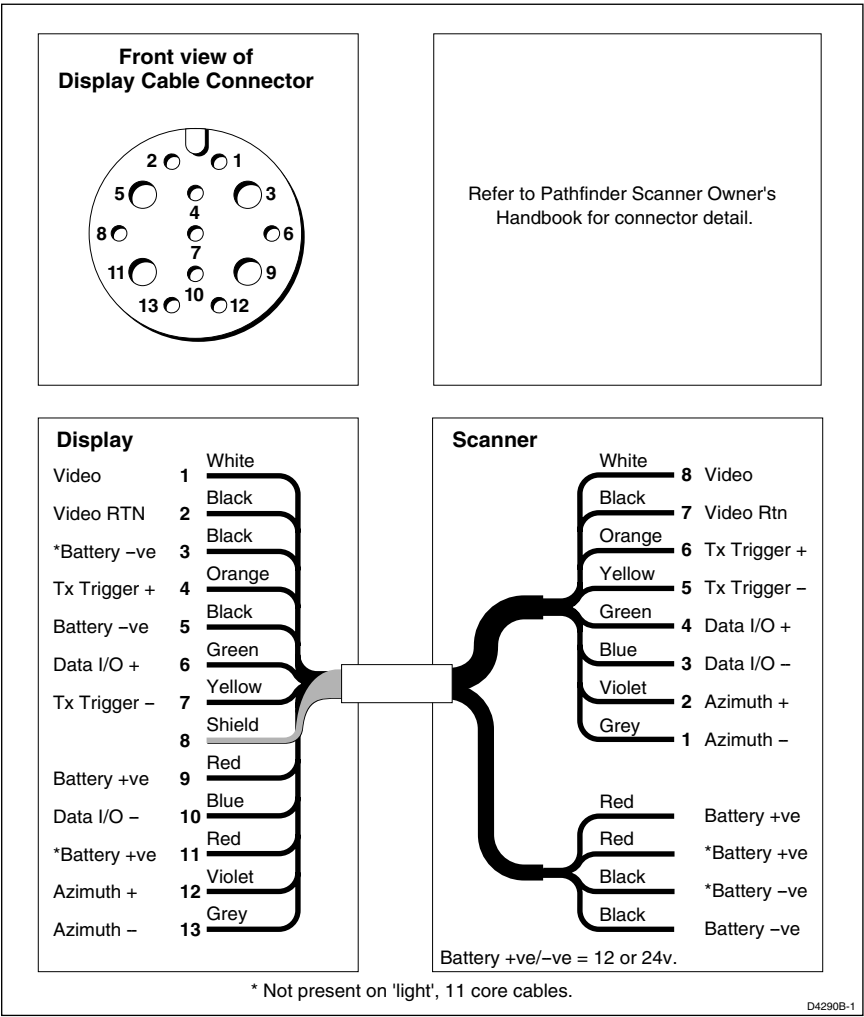 Front view of
Display Cable Connector
2 1
5 3
4
8 6
7
11 9
10
13 12
Refer to Pathfinder Scanner Owner's
Handbook for connector detail.
Display
Video 1 White
Video RTN 2 Black
*Battery −ve 3 Black
Tx Trigger + 4 Orange
Battery −ve 5 Black
Data I/O + 6 Green
Tx Trigger − 7 Yellow
8 Shield
Battery +ve 9 Red
Data I/O − 10 Blue
*Battery +ve 11 Red
Azimuth + 12 Violet
Azimuth − 13 Grey
Scanner
White 8 Video
Black 7 Video Rtn
Orange 6 Tx Trigger +
Yellow 5 Tx Trigger −
Green 4 Data I/O +
Blue 3 Data I/O −
Violet 2 Azimuth +
Grey 1 Azimuth −
Red Battery +ve
Red *Battery +ve
Black *Battery −ve
Black Battery −ve
Battery +ve/−ve = 12 or 24v.
* Not present on 'light', 11 core cables.
D4290B-1